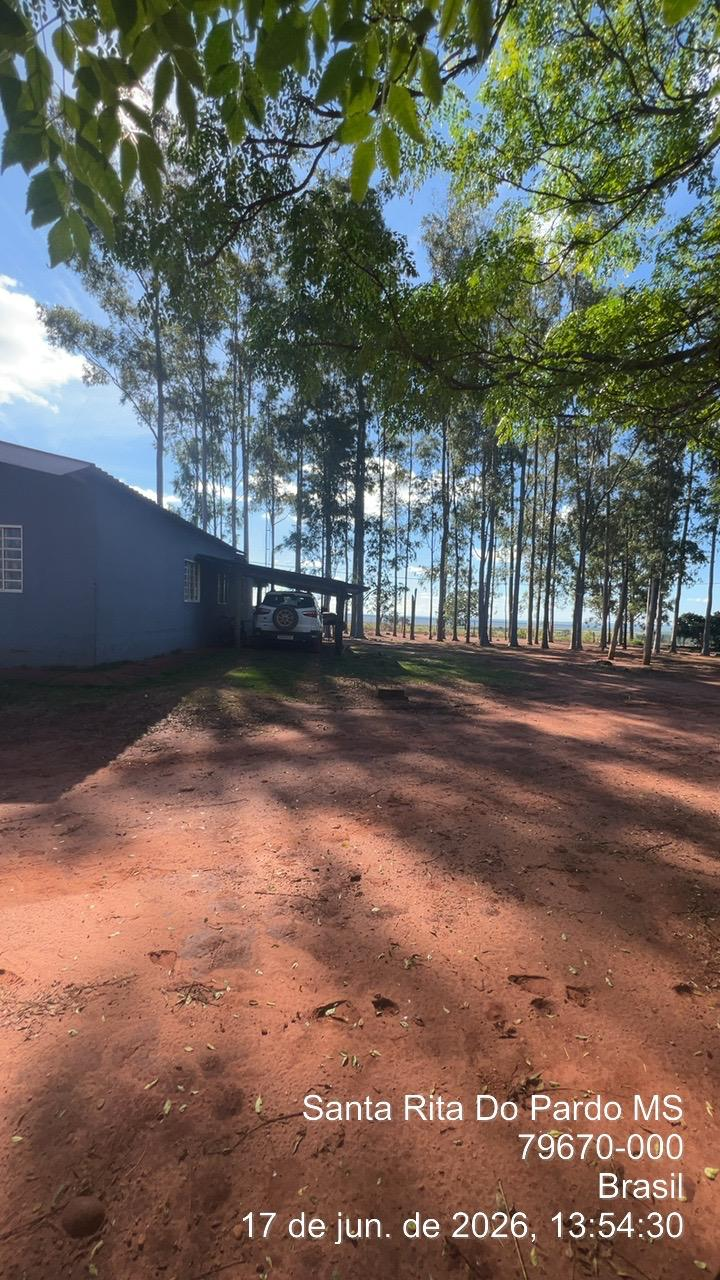 Santa Rita Do Pardo MS
79670-000
Brasil
17 de jun. de 2026, 13:54:30